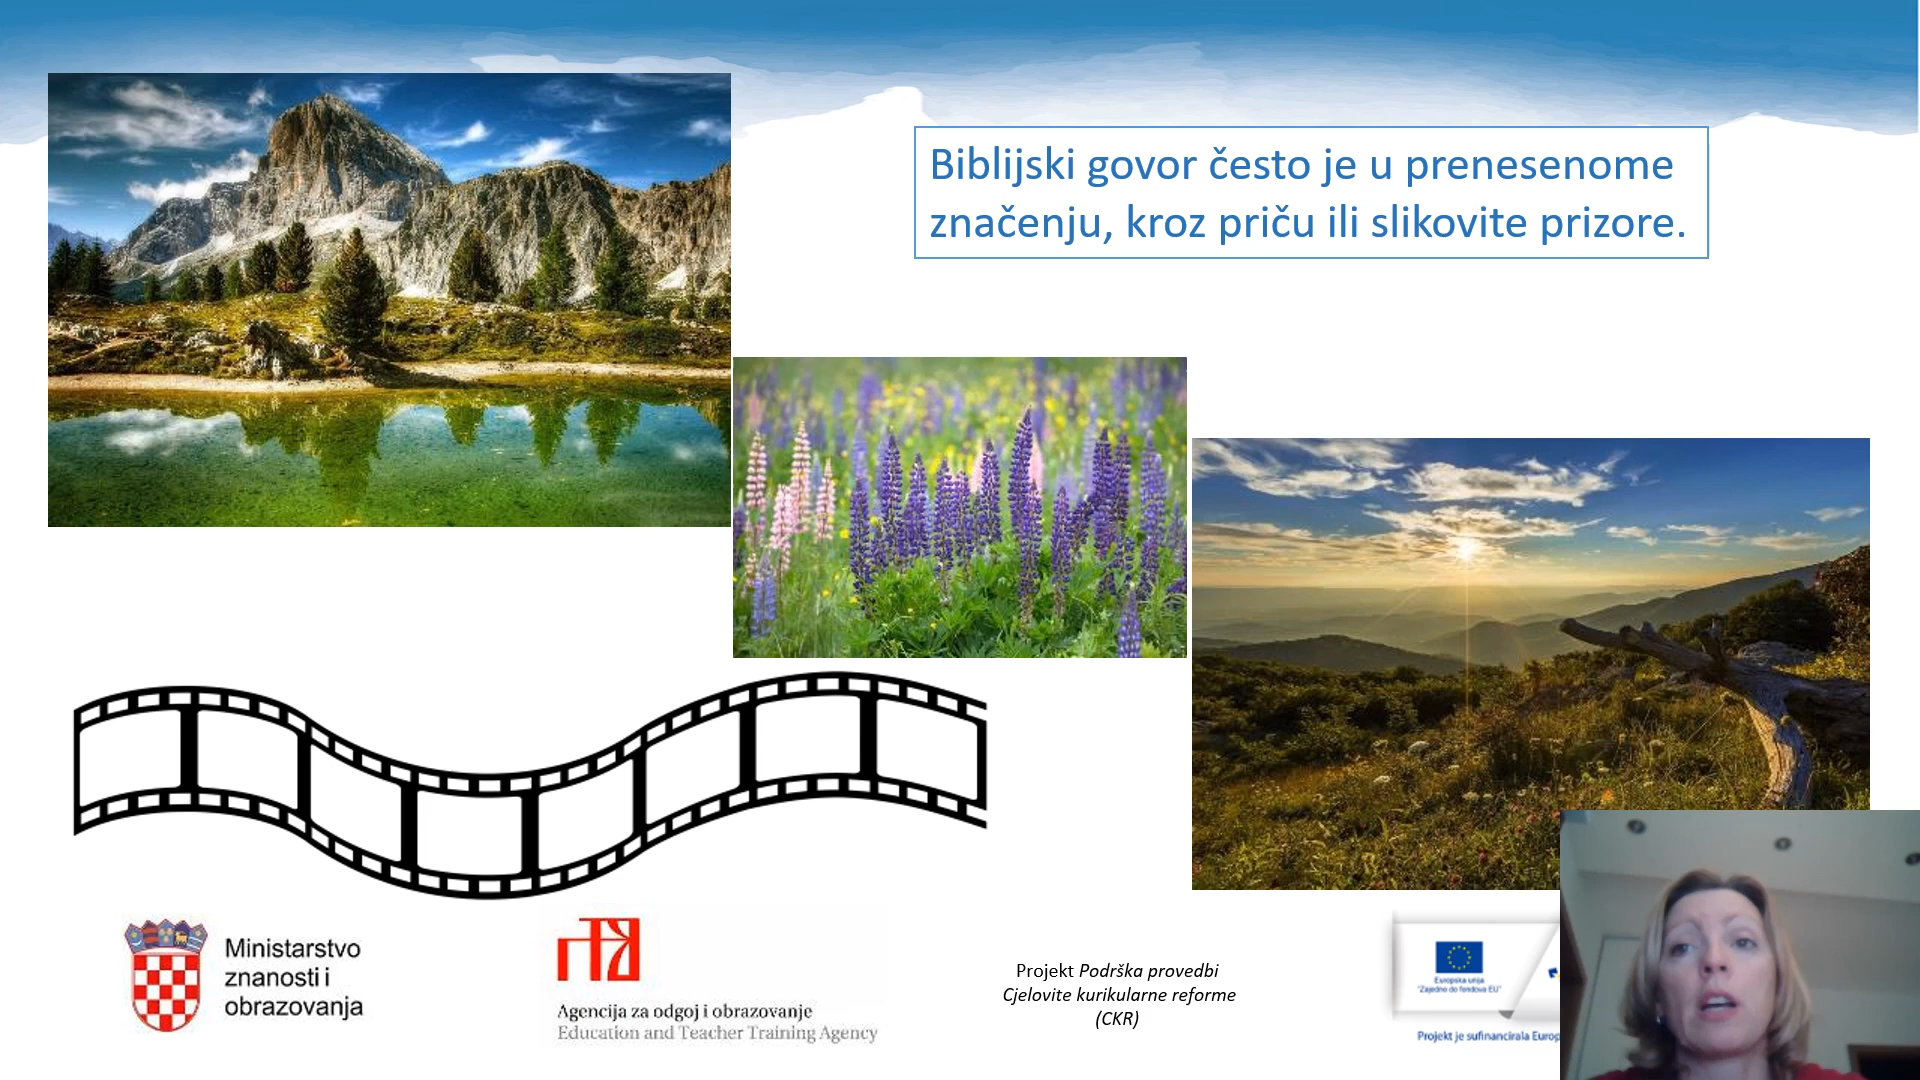 Biblijski govor često je u prenesenome
značenju, kroz priču ili slikovite prizore.
Ministarstvo
znanosti i
obrazovanja
Agencija za odgoj i obrazovanje
Education and Teacher Training Agency
Projekt Podrška provedbi
Cjelovite kurikularne reforme
(CKR)
Europska unija
"Zajedno do fondova EU"
Projekt je sufinancirala Europ